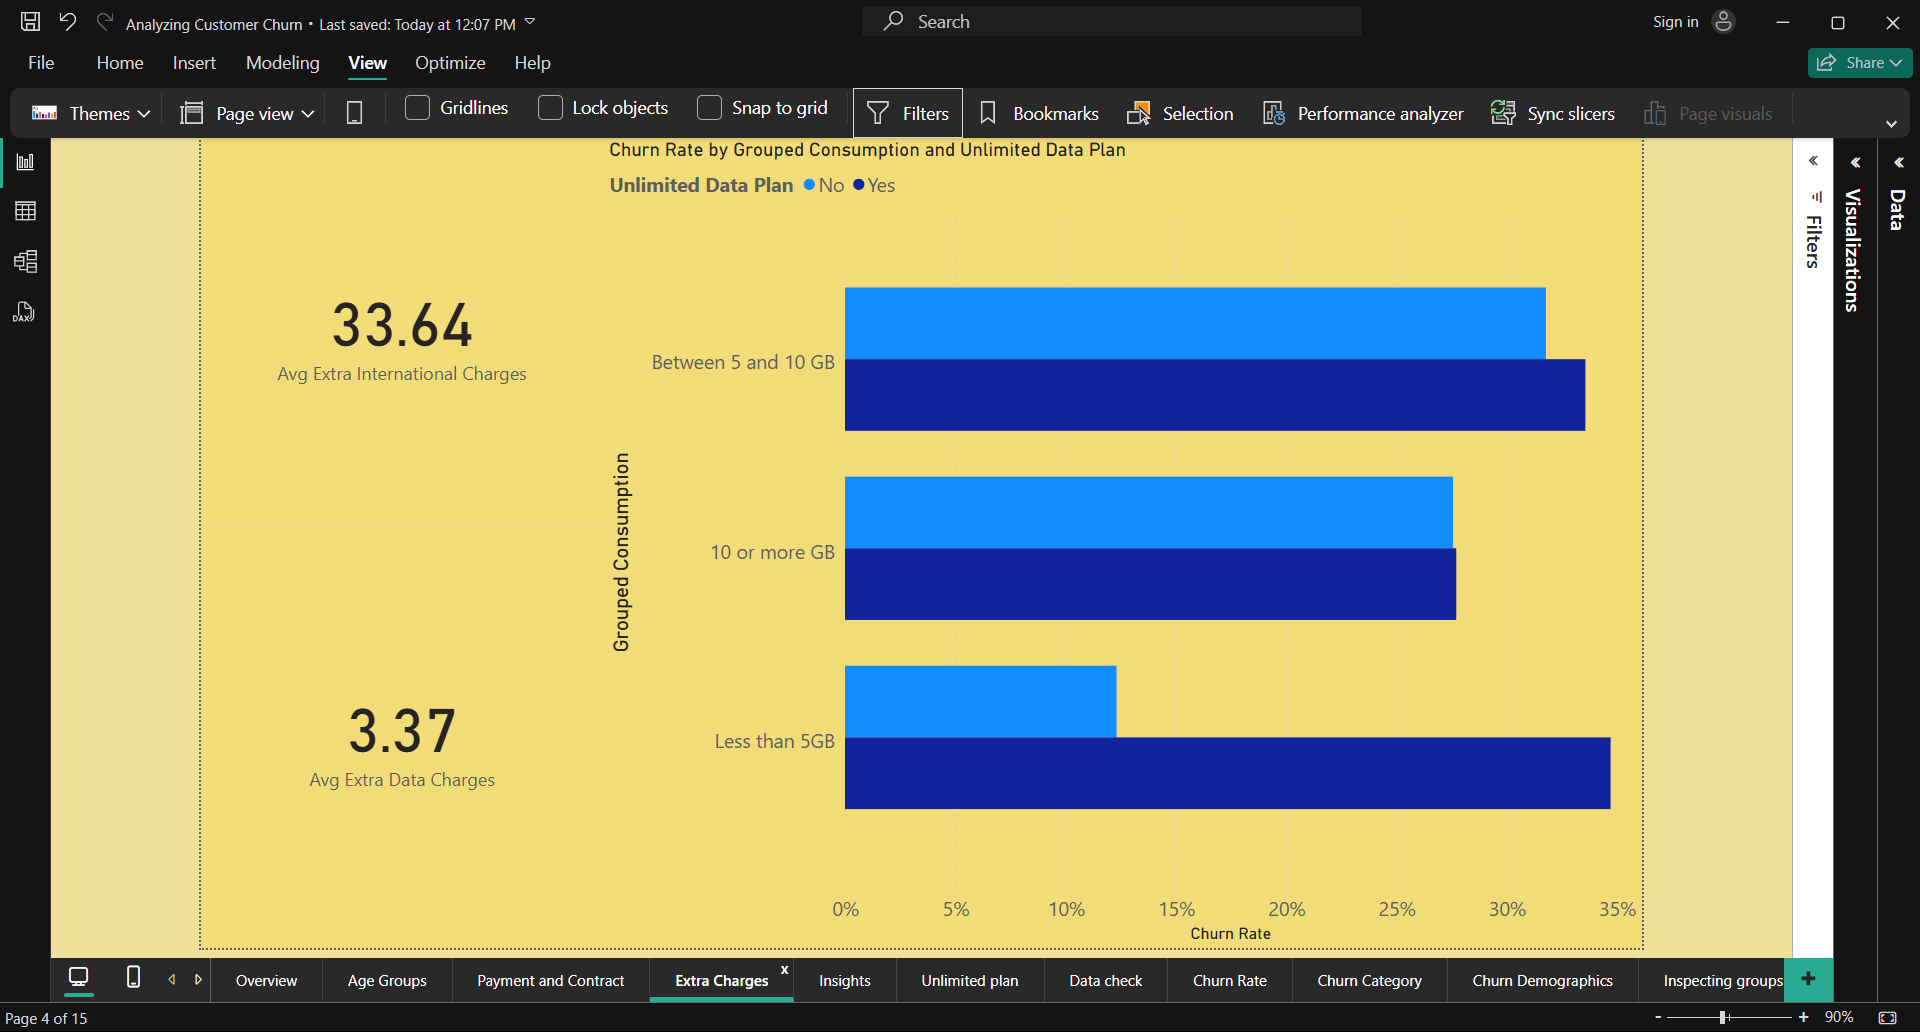 Analyzing Customer Churn • Last saved: Today at 12:07 PM
Search
Sign in
File Home Insert Modeling View Optimize Help
Share
Themes Page view Gridlines Lock objects Snap to grid Filters Bookmarks Selection Performance analyzer Sync slicers Page visuals
DAX
Churn Rate by Grouped Consumption and Unlimited Data Plan
Unlimited Data Plan No Yes
33.64
Avg Extra International Charges
3.37
Avg Extra Data Charges
Grouped Consumption
Between 5 and 10 GB
10 or more GB
Less than 5GB
0% 5% 10% 15% 20% 25% 30% 35%
Churn Rate
Filters
Visualizations
Data
Overview Age Groups Payment and Contract Extra Charges x Insights Unlimited plan Data check Churn Rate Churn Category Churn Demographics Inspecting groups +
Page 4 of 15
- + 90%